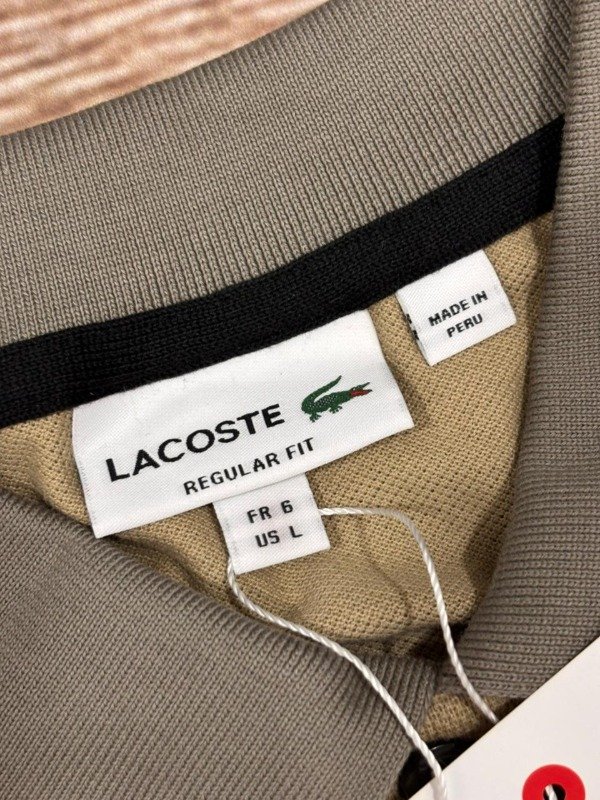 LACOSTE
REGULAR FIT
FR 6
US L
MADE IN
PERU